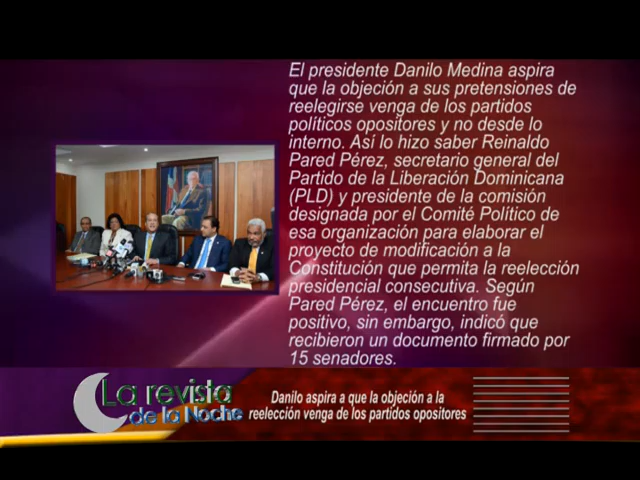 El presidente Danilo Medina aspira
que la objeción a sus pretensiones de
reelegirse venga de los partidos
políticos opositores y no desde lo
interno. Así lo hizo saber Reinaldo
Pared Pérez, secretario general del
Partido de la Liberación Dominicana
(PLD) y presidente de la comisión
designada por el Comité Político de
esa organización para elaborar el
proyecto de modificación a la
Constitución que permita la reelección
presidencial consecutiva. Según
Pared Pérez, el encuentro fue
positivo, sin embargo, indicó que
recibieron un documento firmado por
15 senadores.
La revista
de la Noche
Danilo aspira a que la objeción a la
reelección venga de los partidos opositores